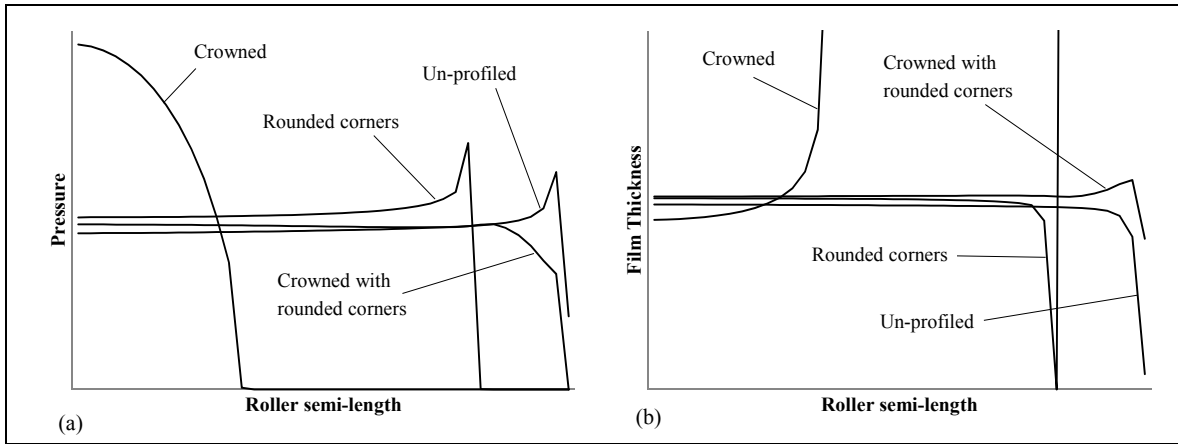 Crowned
Un-profiled
Rounded corners
Crowned with
rounded corners
Pressure
Roller semi-length
(a)
Crowned
Crowned with
rounded corners
Rounded corners
Un-profiled
Film Thickness
Roller semi-length
(b)